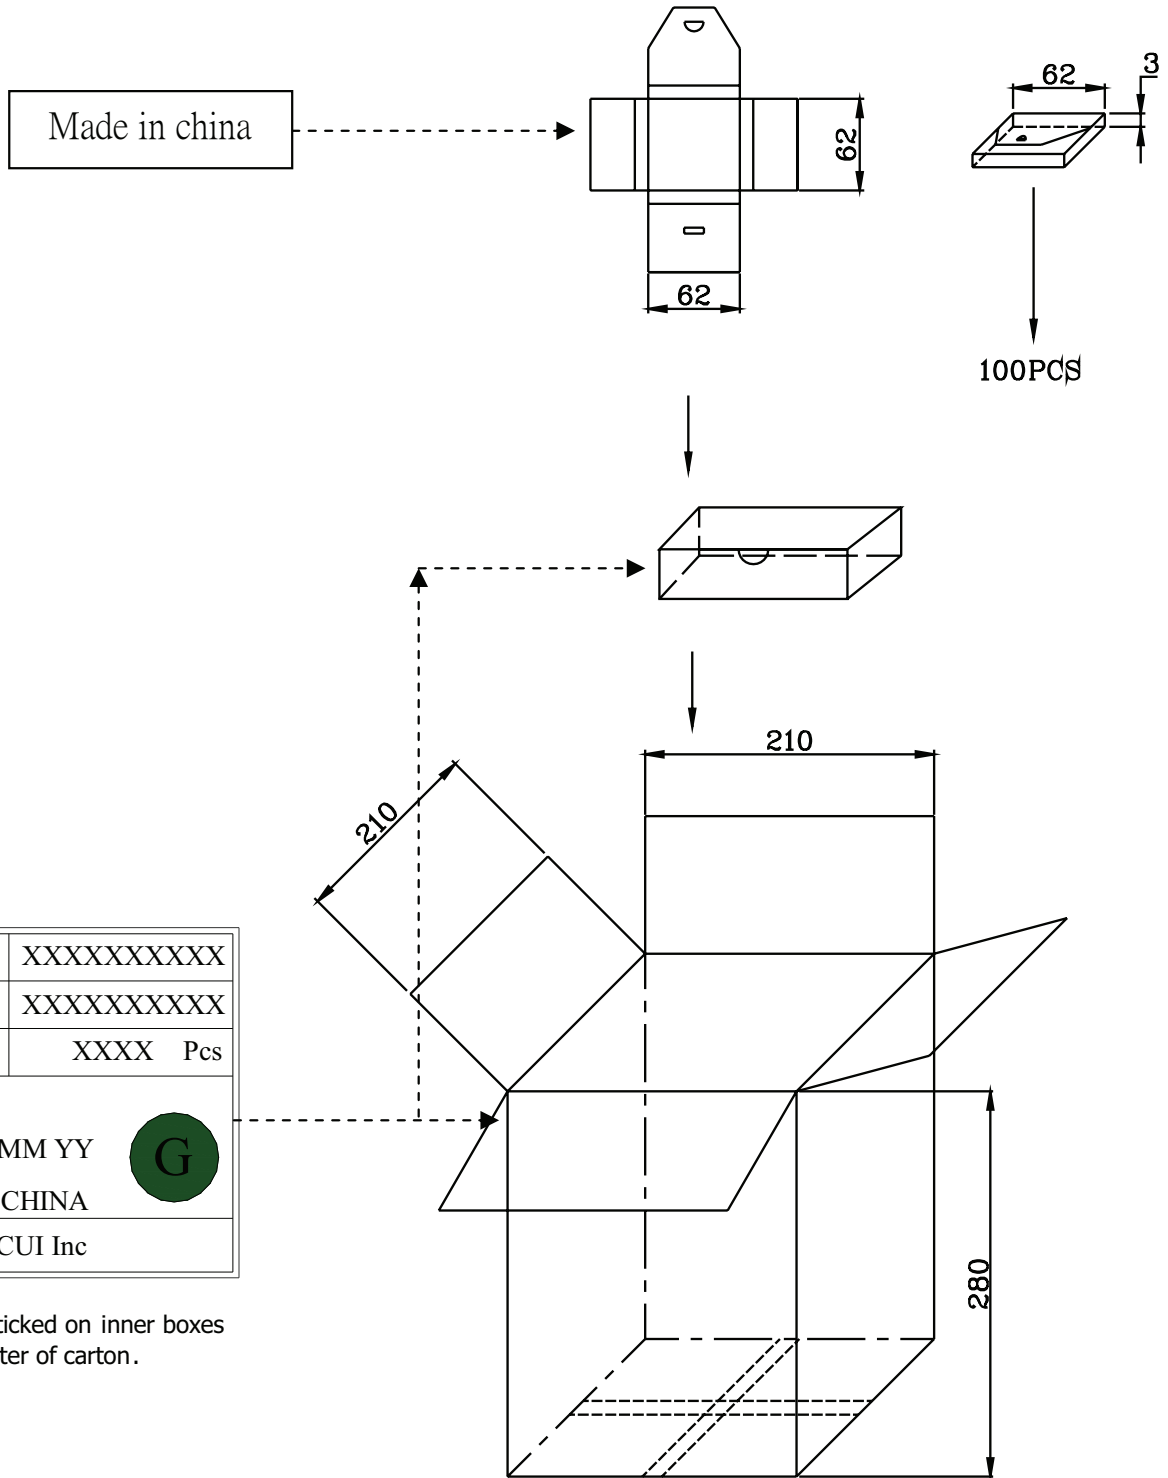 Made in china
62
62
62
3
100PCS
210
210
280
XXXXXXXXXX
XXXXXXXXXX
XXXX Pcs
MM YY
G
CHINA
CUI Inc
ticked on inner boxes
ter of carton.